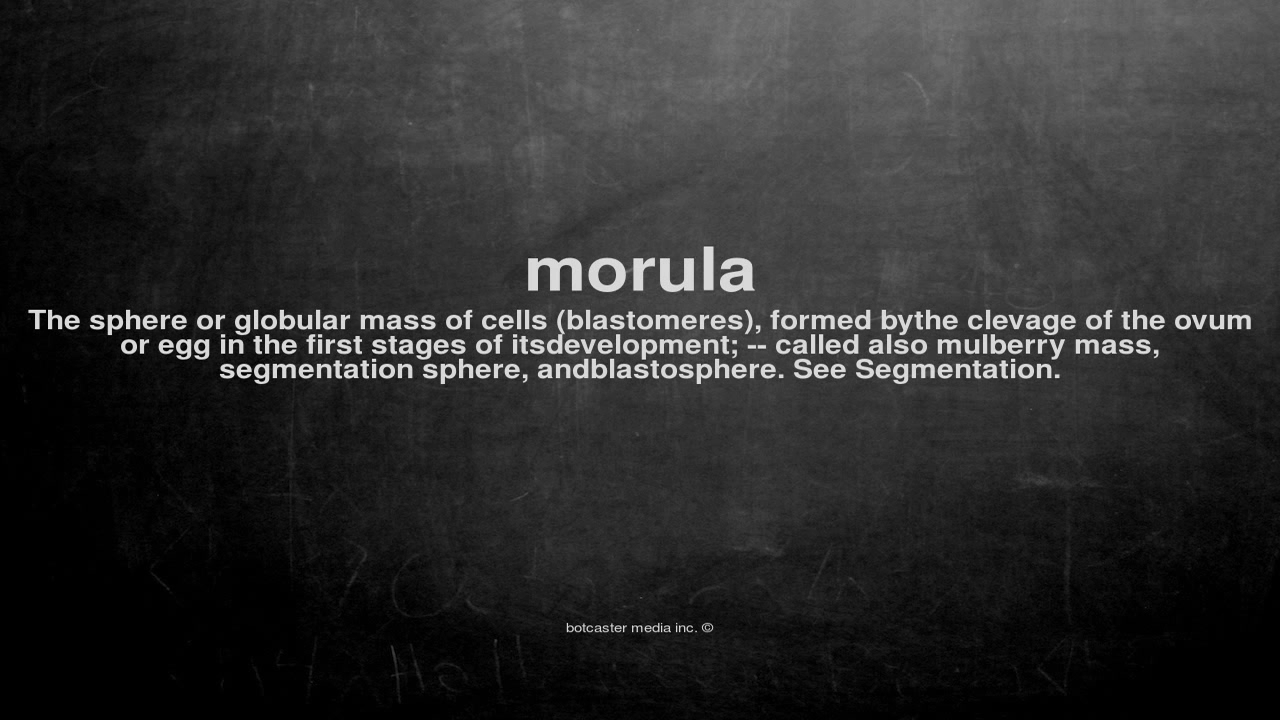 morula
The sphere or globular mass of cells (blastomeres), formed bythe clevage of the ovum
or egg in the first stages of itsdevelopment; -- called also mulberry mass,
segmentation sphere, andblastosphere. See Segmentation.
botcaster media inc. ©